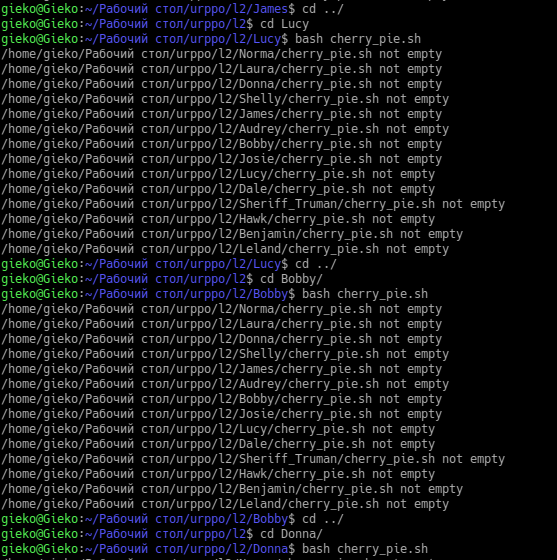 gieko@Gieko:~/Рабочий стол/urppo/l2/James$ cd ../
gieko@Gieko:~/Рабочий стол/urppo/l2$ cd Lucy
gieko@Gieko:~/Рабочий стол/urppo/l2/Lucy$ bash cherry_pie.sh
/home/gieko/Рабочий стол/urppo/l2/Norma/cherry_pie.sh not empty
/home/gieko/Рабочий стол/urppo/l2/Laura/cherry_pie.sh not empty
/home/gieko/Рабочий стол/urppo/l2/Donna/cherry_pie.sh not empty
/home/gieko/Рабочий стол/urppo/l2/Shelly/cherry_pie.sh not empty
/home/gieko/Рабочий стол/urppo/l2/James/cherry_pie.sh not empty
/home/gieko/Рабочий стол/urppo/l2/Audrey/cherry_pie.sh not empty
/home/gieko/Рабочий стол/urppo/l2/Bobby/cherry_pie.sh not empty
/home/gieko/Рабочий стол/urppo/l2/Josie/cherry_pie.sh not empty
/home/gieko/Рабочий стол/urppo/l2/Lucy/cherry_pie.sh not empty
/home/gieko/Рабочий стол/urppo/l2/Dale/cherry_pie.sh not empty
/home/gieko/Рабочий стол/urppo/l2/Sheriff_Truman/cherry_pie.sh not empty
/home/gieko/Рабочий стол/urppo/l2/Hawk/cherry_pie.sh not empty
/home/gieko/Рабочий стол/urppo/l2/Benjamin/cherry_pie.sh not empty
/home/gieko/Рабочий стол/urppo/l2/Leland/cherry_pie.sh not empty
gieko@Gieko:~/Рабочий стол/urppo/l2/Lucy$ cd ../
gieko@Gieko:~/Рабочий стол/urppo/l2$ cd Bobby/
gieko@Gieko:~/Рабочий стол/urppo/l2/Bobby$ bash cherry_pie.sh
/home/gieko/Рабочий стол/urppo/l2/Norma/cherry_pie.sh not empty
/home/gieko/Рабочий стол/urppo/l2/Laura/cherry_pie.sh not empty
/home/gieko/Рабочий стол/urppo/l2/Donna/cherry_pie.sh not empty
/home/gieko/Рабочий стол/urppo/l2/Shelly/cherry_pie.sh not empty
/home/gieko/Рабочий стол/urppo/l2/James/cherry_pie.sh not empty
/home/gieko/Рабочий стол/urppo/l2/Audrey/cherry_pie.sh not empty
/home/gieko/Рабочий стол/urppo/l2/Bobby/cherry_pie.sh not empty
/home/gieko/Рабочий стол/urppo/l2/Josie/cherry_pie.sh not empty
/home/gieko/Рабочий стол/urppo/l2/Lucy/cherry_pie.sh not empty
/home/gieko/Рабочий стол/urppo/l2/Dale/cherry_pie.sh not empty
/home/gieko/Рабочий стол/urppo/l2/Sheriff_Truman/cherry_pie.sh not empty
/home/gieko/Рабочий стол/urppo/l2/Hawk/cherry_pie.sh not empty
/home/gieko/Рабочий стол/urppo/l2/Benjamin/cherry_pie.sh not empty
/home/gieko/Рабочий стол/urppo/l2/Leland/cherry_pie.sh not empty
gieko@Gieko:~/Рабочий стол/urppo/l2/Bobby$ cd ../
gieko@Gieko:~/Рабочий стол/urppo/l2$ cd Donna/
gieko@Gieko:~/Рабочий стол/urppo/l2/Donna$ bash cherry_pie.sh